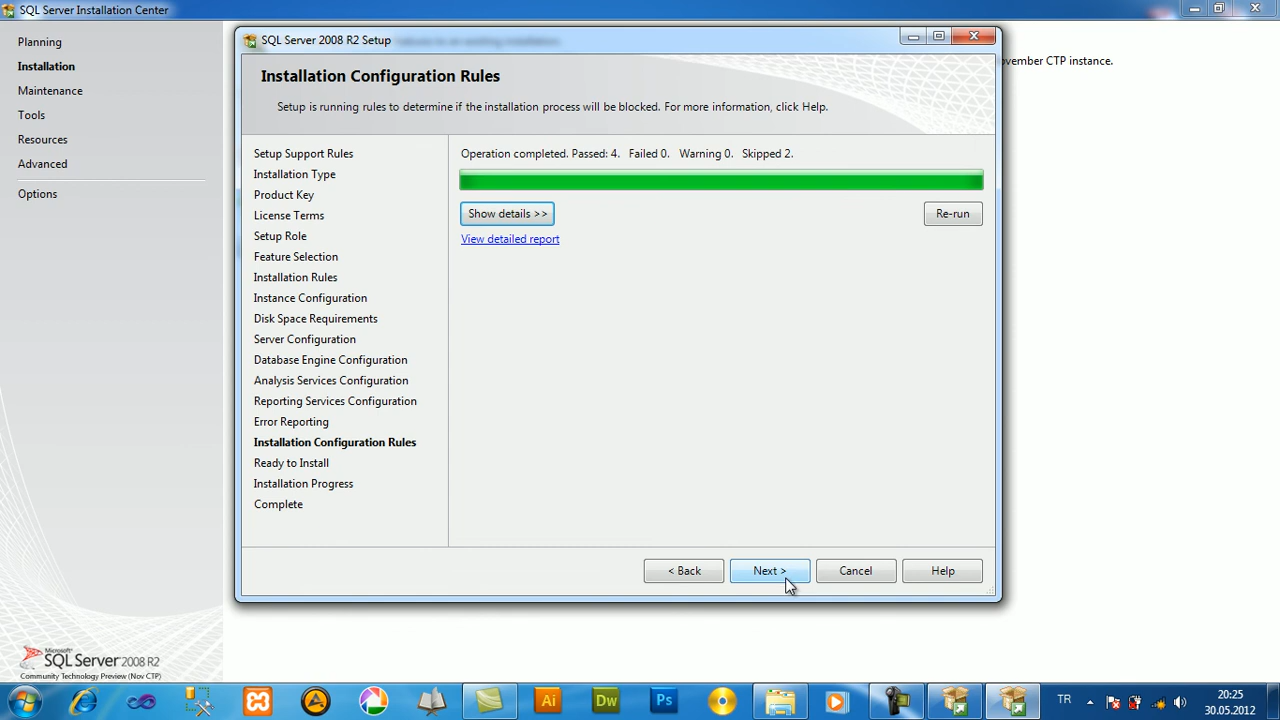 SQL Server Installation Center
Planning
Installation
Maintenance
Tools
Resources
Advanced
Options
Microsoft
SQL Server 2008 R2
Community Technology Preview (Nov CTP)
ovember CTP instance.
SQL Server 2008 R2 Setup
Installation Configuration Rules
Setup is running rules to determine if the installation process will be blocked. For more information, click Help.
Setup Support Rules
Installation Type
Product Key
License Terms
Setup Role
Feature Selection
Installation Rules
Instance Configuration
Disk Space Requirements
Server Configuration
Database Engine Configuration
Analysis Services Configuration
Reporting Services Configuration
Error Reporting
Installation Configuration Rules
Ready to Install
Installation Progress
Complete
Operation completed. Passed: 4. Failed 0. Warning 0. Skipped 2.
Show details >>
Re-run
View detailed report
< Back
Next >
Cancel
Help
Ai
Dw
Ps
TR
20:25
30.05.2012